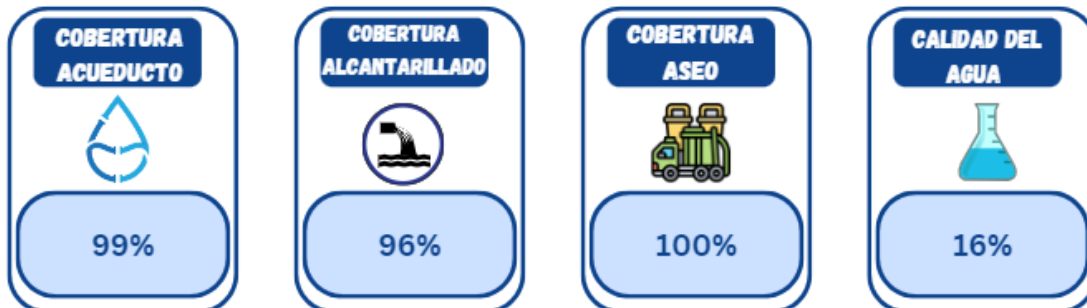 COBERTURA
ACUEDUCTO
99%
COBERTURA
ALCANTARILLADO
96%
COBERTURA
ASEO
100%
CALIDAD DEL
AGUA
16%